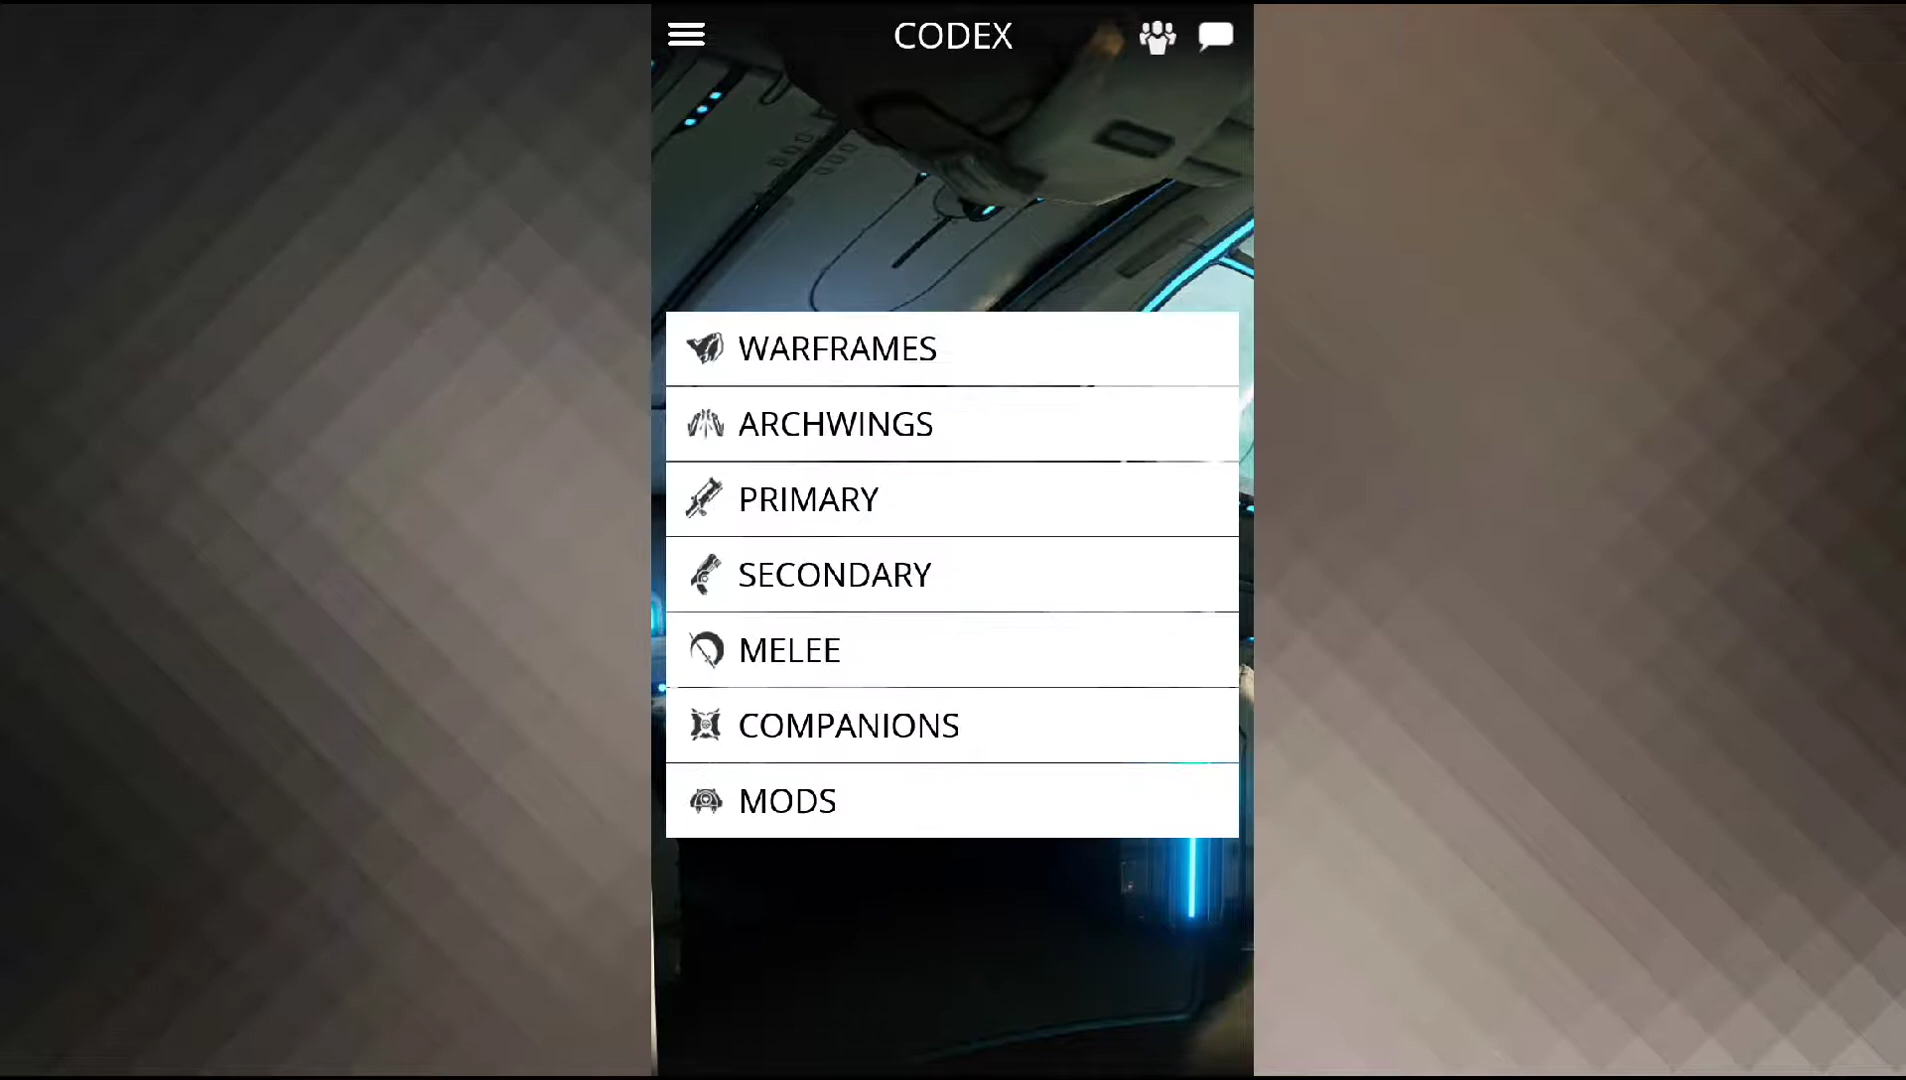 CODEX
WARFRAMES
ARCHWINGS
PRIMARY
SECONDARY
MELEE
COMPANIONS
MODS